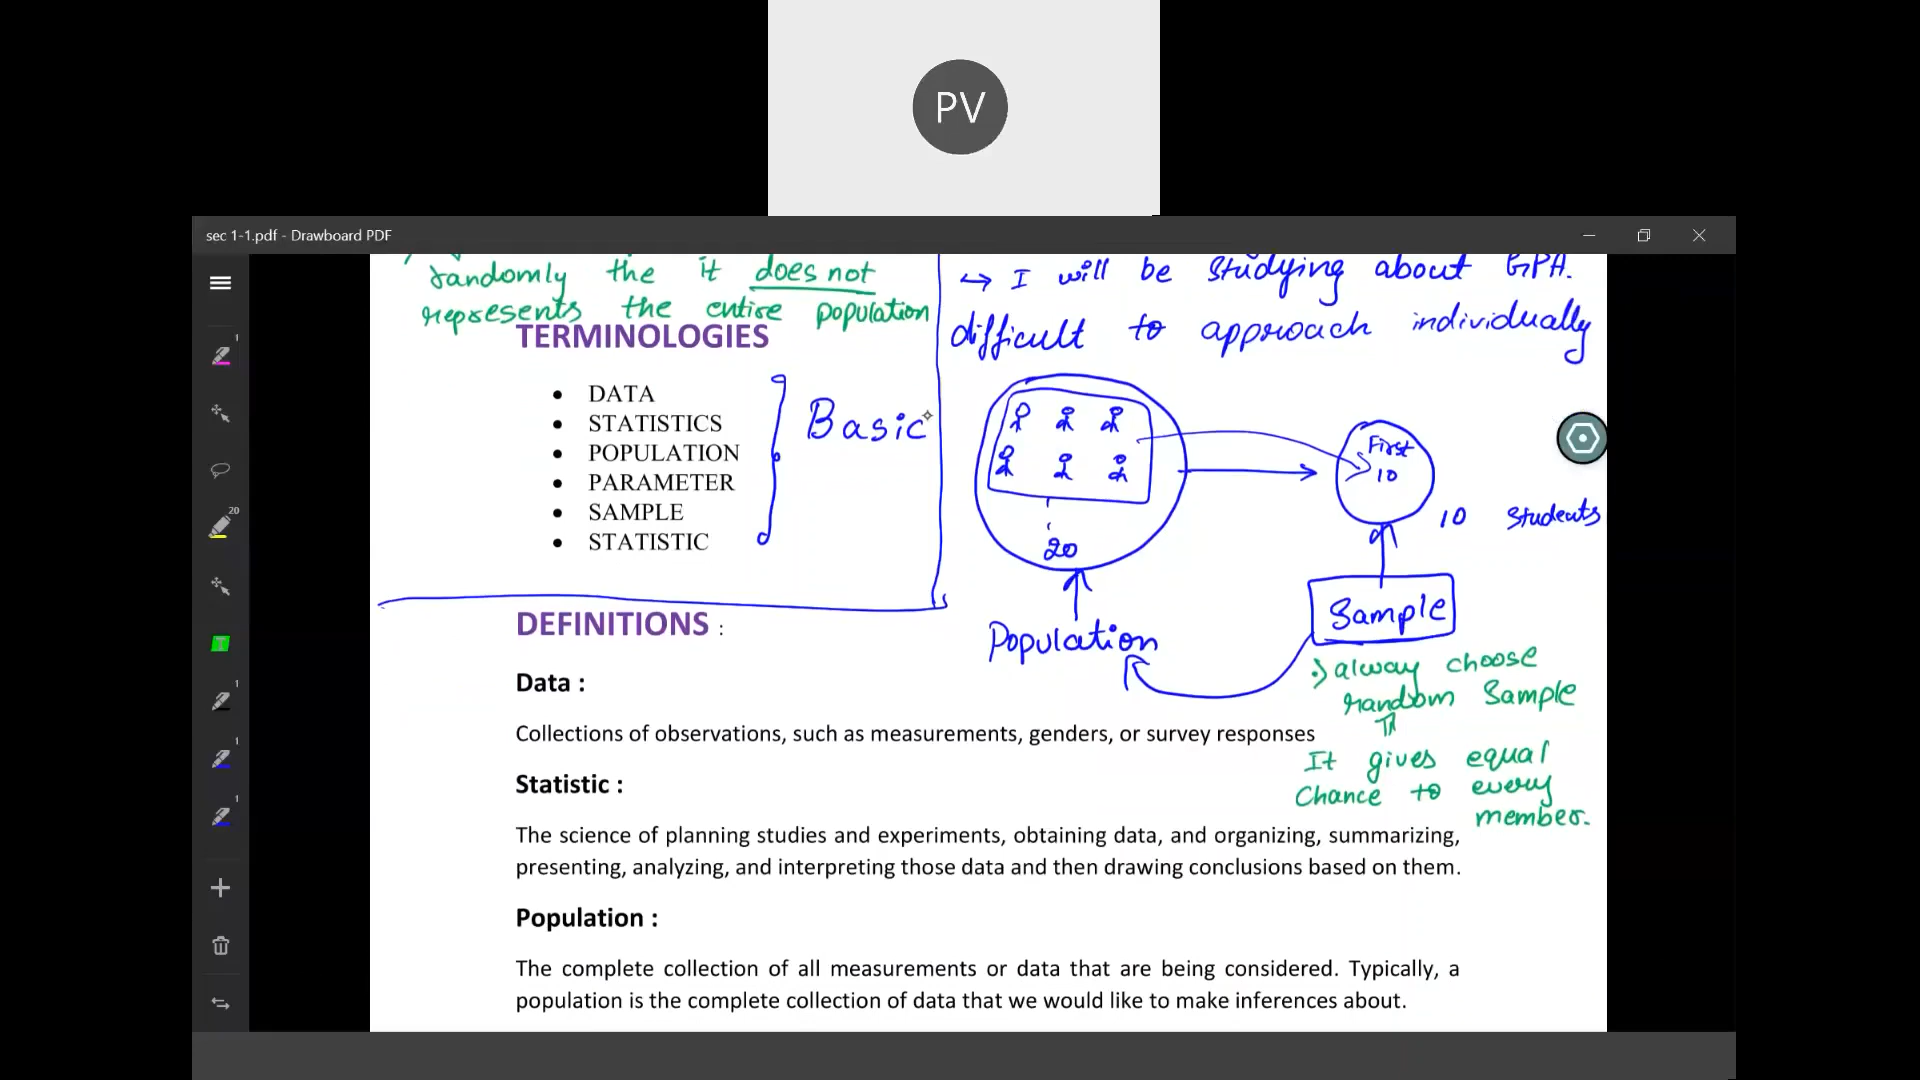 PV
sec 1-1.pdf - Drawboard PDF
randomly the it does not
represents the entire population
↪ I will be studying about GPA.
difficult to approach individually
TERMINOLOGIES
• DATA
• STATISTICS
• POPULATION
• PARAMETER
• SAMPLE
• STATISTIC
Basic
20
Population
First
10
10 students
Sample
alway choose
random Sample
It gives equal
Chance to every
member.
DEFINITIONS :
Data :
Collections of observations, such as measurements, genders, or survey responses
Statistic :
The science of planning studies and experiments, obtaining data, and organizing, summarizing,
presenting, analyzing, and interpreting those data and then drawing conclusions based on them.
Population :
The complete collection of all measurements or data that are being considered. Typically, a
population is the complete collection of data that we would like to make inferences about.
1
20
1
1
1